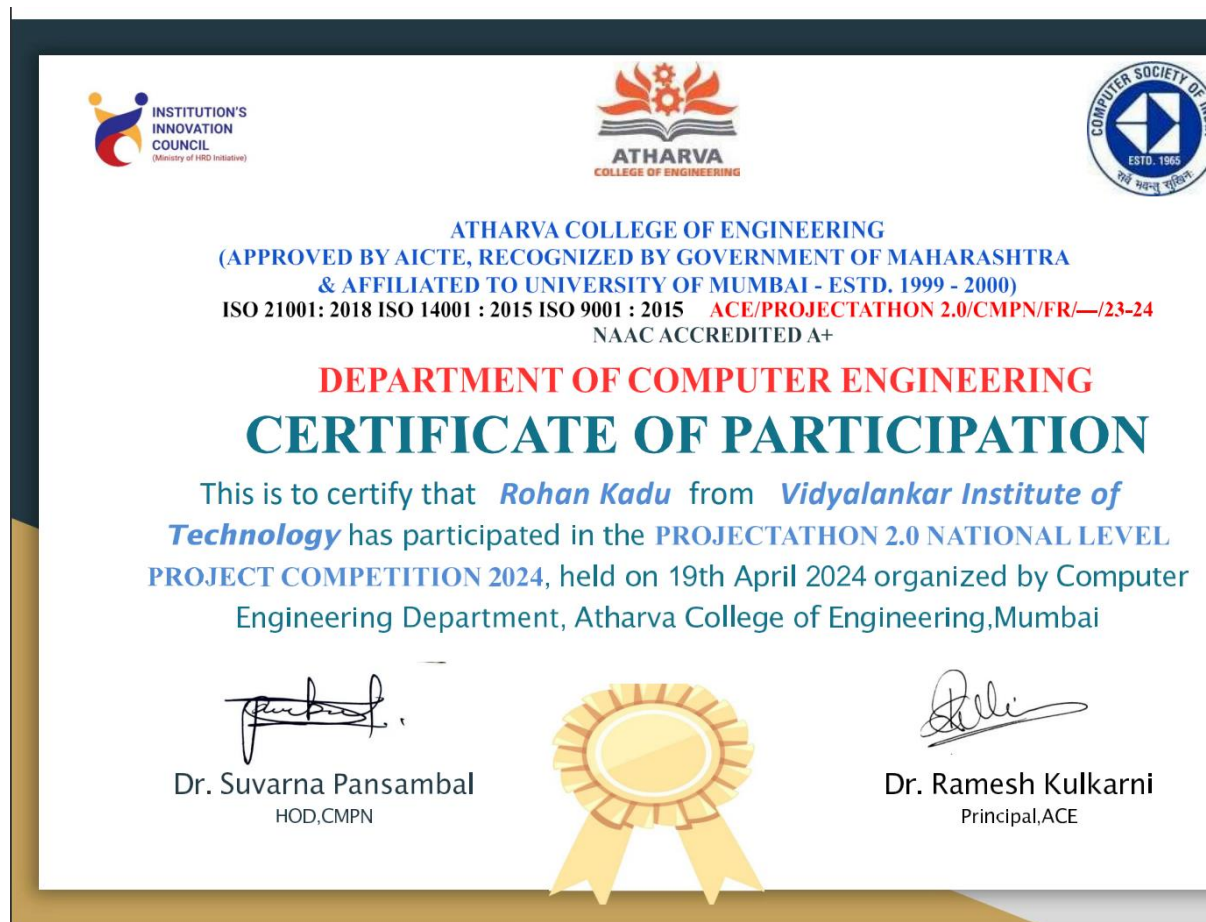 INSTITUTION'S
INNOVATION
COUNCIL
(Ministry of HRD Initiative)
ATHARVA
COLLEGE OF ENGINEERING
COMPUTER SOCIETY OF
ESTD. 1965
सर्वे भवन्तु सुखिनः
ATHARVA COLLEGE OF ENGINEERING
(APPROVED BY AICTE, RECOGNIZED BY GOVERNMENT OF MAHARASHTRA
& AFFILIATED TO UNIVERSITY OF MUMBAI - ESTD. 1999 - 2000)
ISO 21001: 2018 ISO 14001 : 2015 ISO 9001 : 2015 ACE/PROJECTATHON 2.0/CMPN/FR/—/23-24
NAAC ACCREDITED A+
DEPARTMENT OF COMPUTER ENGINEERING
CERTIFICATE OF PARTICIPATION
This is to certify that Rohan Kadu from Vidyalankar Institute of
Technology has participated in the PROJECTATHON 2.0 NATIONAL LEVEL
PROJECT COMPETITION 2024, held on 19th April 2024 organized by Computer
Engineering Department, Atharva College of Engineering,Mumbai
Dr. Suvarna Pansambal
HOD,CMPN
Dr. Ramesh Kulkarni
Principal,ACE